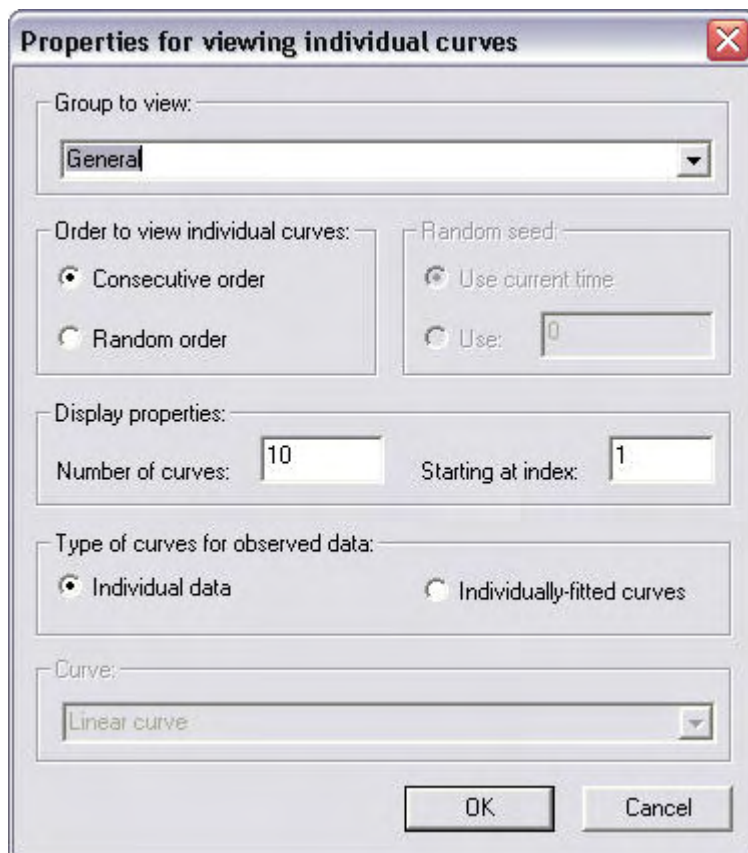 Properties for viewing individual curves
Group to view:
General
Order to view individual curves:
Random seed:
Consecutive order
Use current time
Random order
Use:
0
Display properties:
Number of curves:
10
Starting at index:
1
Type of curves for observed data:
Individual data
Individually-fitted curves
Curve:
Linear curve
OK
Cancel